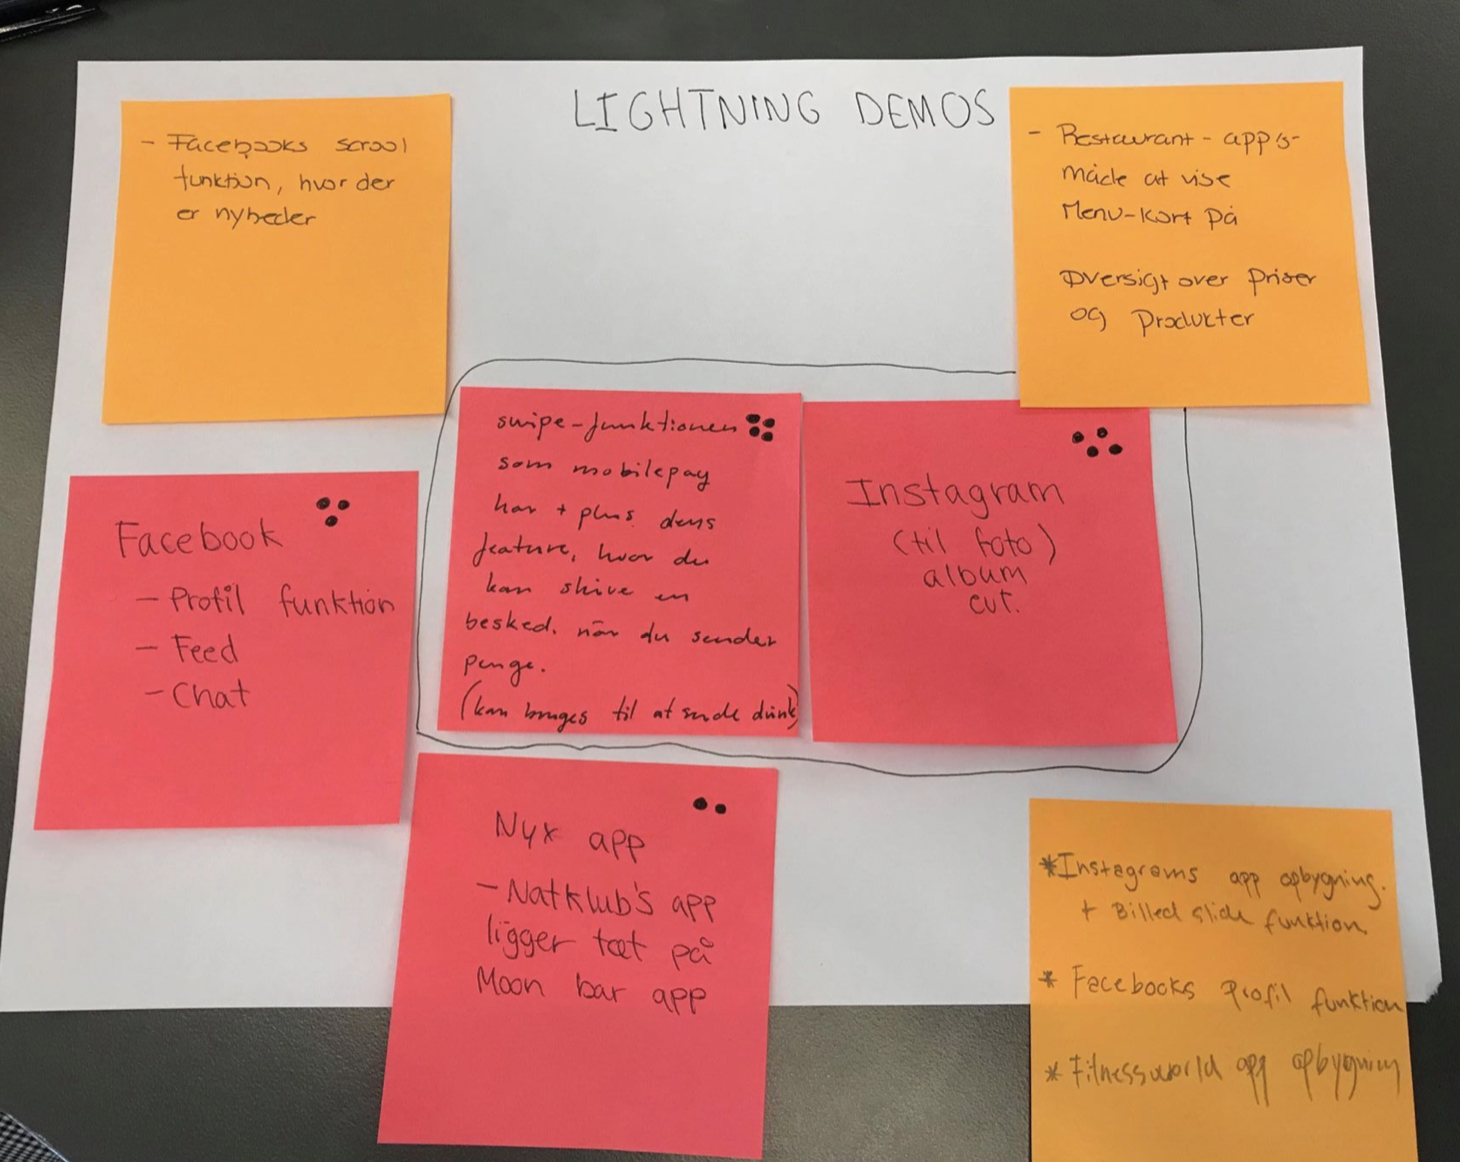 LIGHTNING DEMOS
- Facebooks scrool
funktion, hvor der
er nyheder
- Restaurant - app's-
måde at vise
Menu-kort på
Oversigt over Priser
og Produkter
swipe-funktionen
som mobilepay
har + plus dens
feature, hvor du
kan skive en
besked. når du sender
penge.
(kan bruges til at sende drink)
Instagram
(til foto)
album
evt.
Facebook
- Profil funktion
- Feed
- Chat
Nyx app
- Natklub's app
ligger tæt på
Moon bar app
*Instagrams app opbygning.
+ Billed slide funktion
* Facebooks profil funktion
* Fitnessworld app opbygning